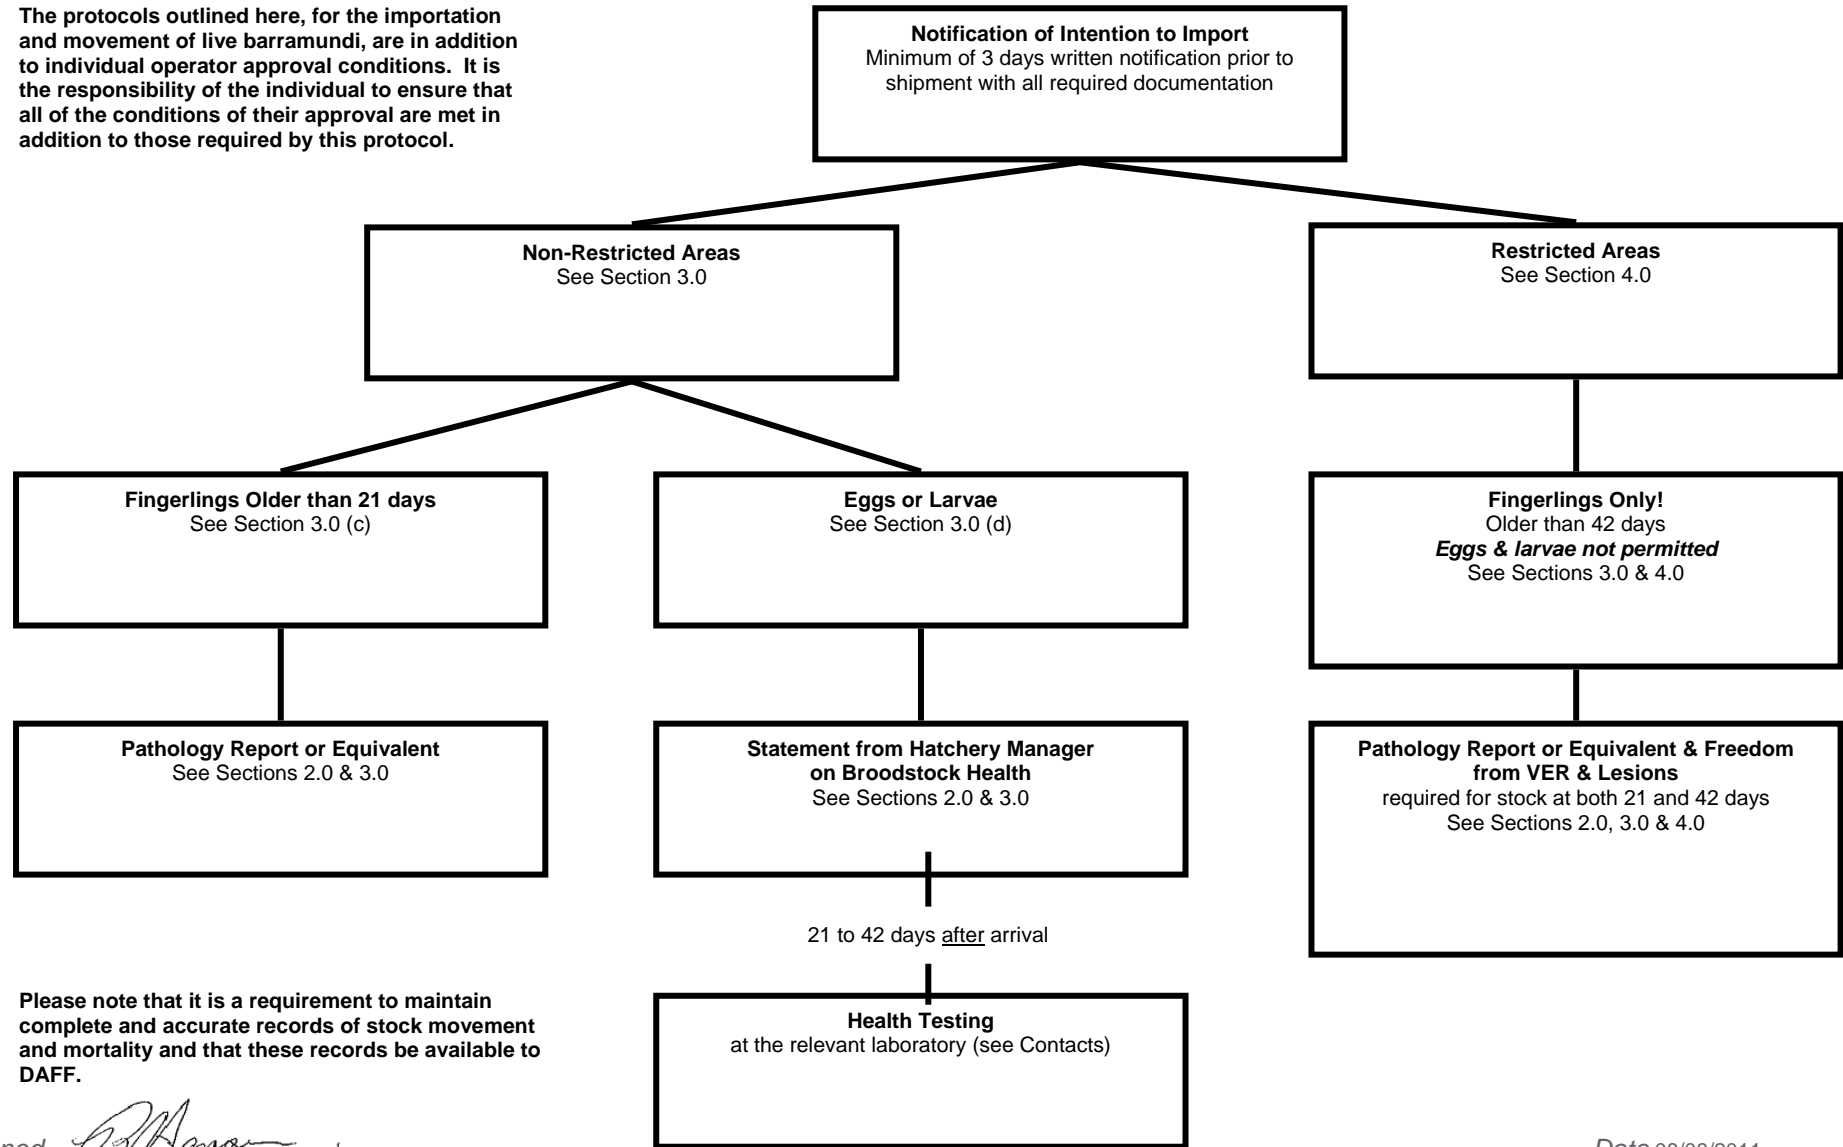 The protocols outlined here, for the importation
and movement of live barramundi, are in addition
to individual operator approval conditions.  It is
the responsibility of the individual to ensure that
all of the conditions of their approval are met in
addition to those required by this protocol.
Notification of Intention to Import
Minimum of 3 days written notification prior to
shipment with all required documentation
Non-Restricted Areas
See Section 3.0
Restricted Areas
See Section 4.0
Fingerlings Older than 21 days
See Section 3.0 (c)
Eggs or Larvae
See Section 3.0 (d)
Fingerlings Only!
Older than 42 days
Eggs & larvae not permitted
See Sections 3.0 & 4.0
Pathology Report or Equivalent
See Sections 2.0 & 3.0
Statement from Hatchery Manager
on Broodstock Health
See Sections 2.0 & 3.0
Pathology Report or Equivalent & Freedom
from VER & Lesions
required for stock at both 21 and 42 days
See Sections 2.0, 3.0 & 4.0
21 to 42 days after arrival
Please note that it is a requirement to maintain
complete and accurate records of stock movement
and mortality and that these records be available to
DAFF.
Health Testing
at the relevant laboratory (see Contacts)
Date